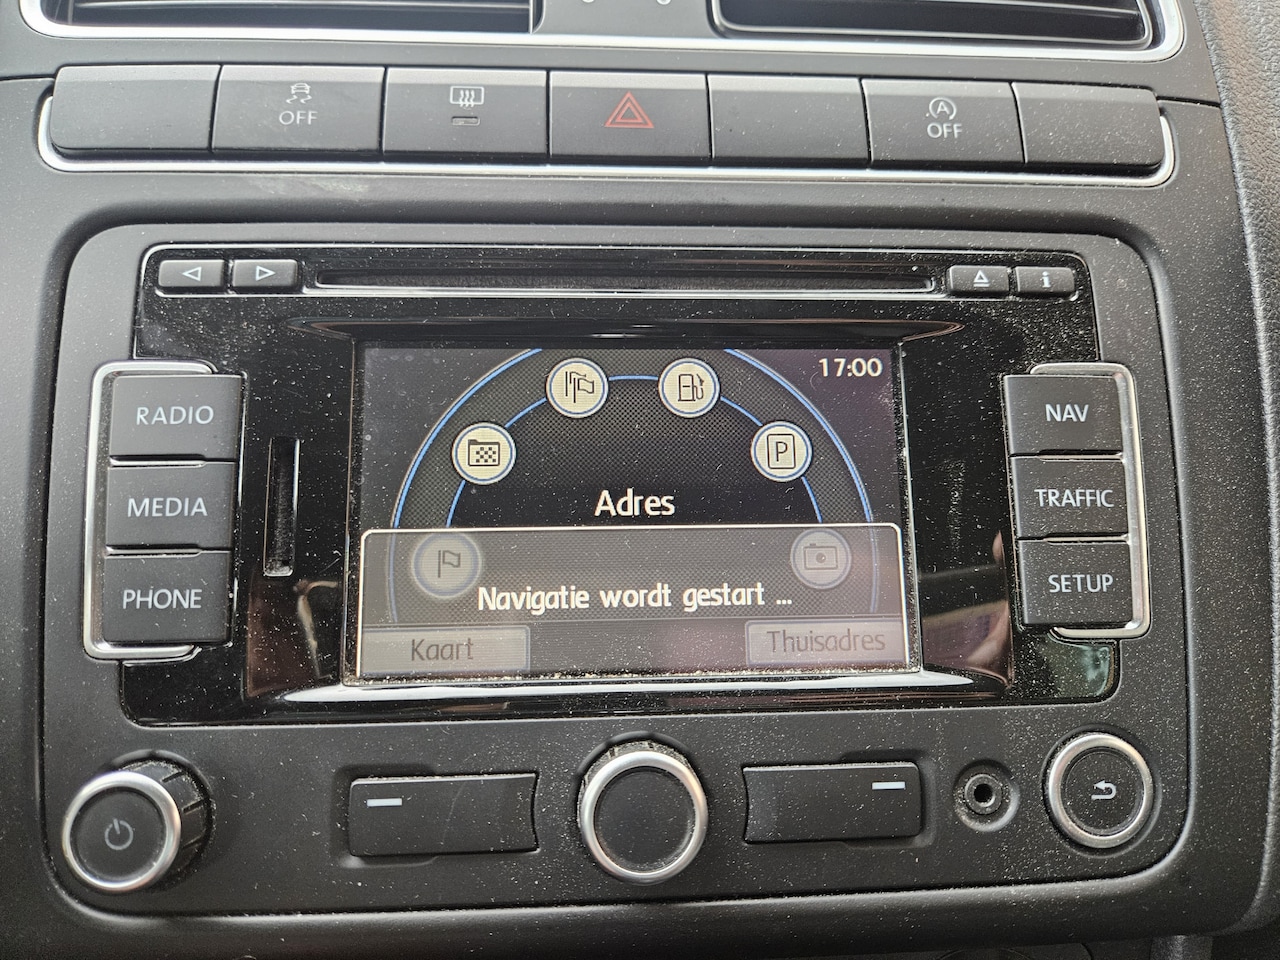 OFF
A
OFF
i
17:00
RADIO
NAV
P
MEDIA
Adres
TRAFFIC
PHONE
Navigatie wordt gestart ...
SETUP
Kaart
Thuisadres